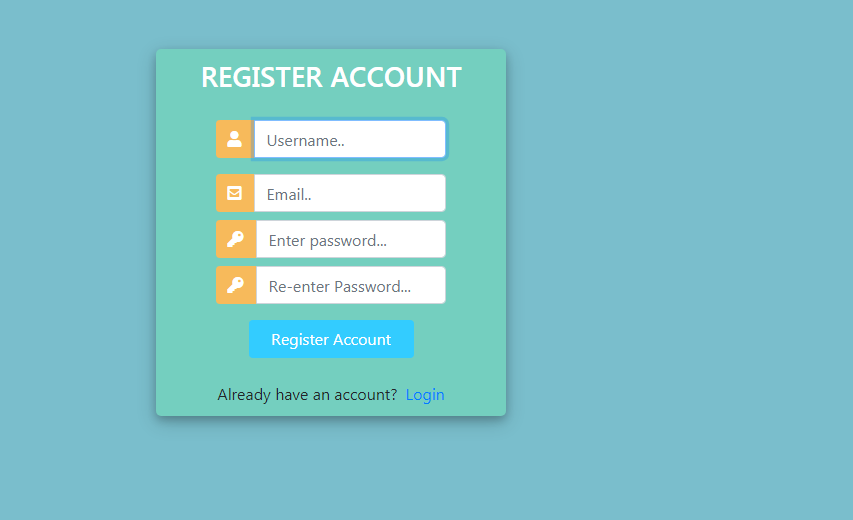 REGISTER ACCOUNT
Username..
Email..
Enter password...
Re-enter Password...
Register Account
Already have an account? Login